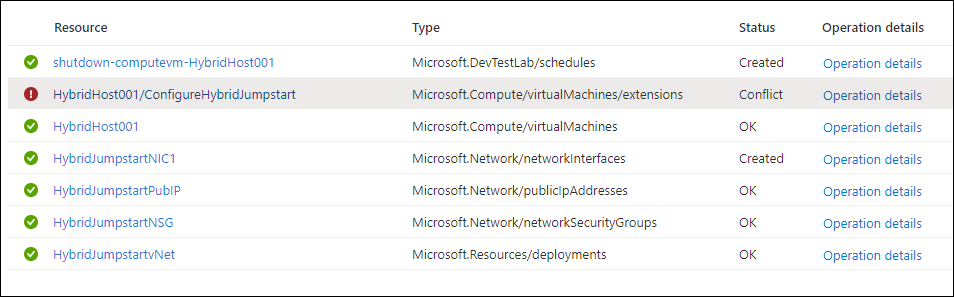 Resource Type Status Operation details
shutdown-computevm-HybridHost001 Microsoft.DevTestLab/schedules Created Operation details
HybridHost001/ConfigureHybridJumpstart Microsoft.Compute/virtualMachines/extensions Conflict Operation details
HybridHost001 Microsoft.Compute/virtualMachines OK Operation details
HybridJumpstartNIC1 Microsoft.Network/networkInterfaces Created Operation details
HybridJumpstartPubIP Microsoft.Network/publicIpAddresses OK Operation details
HybridJumpstartNSG Microsoft.Network/networkSecurityGroups OK Operation details
HybridJumpstartvNet Microsoft.Resources/deployments OK Operation details